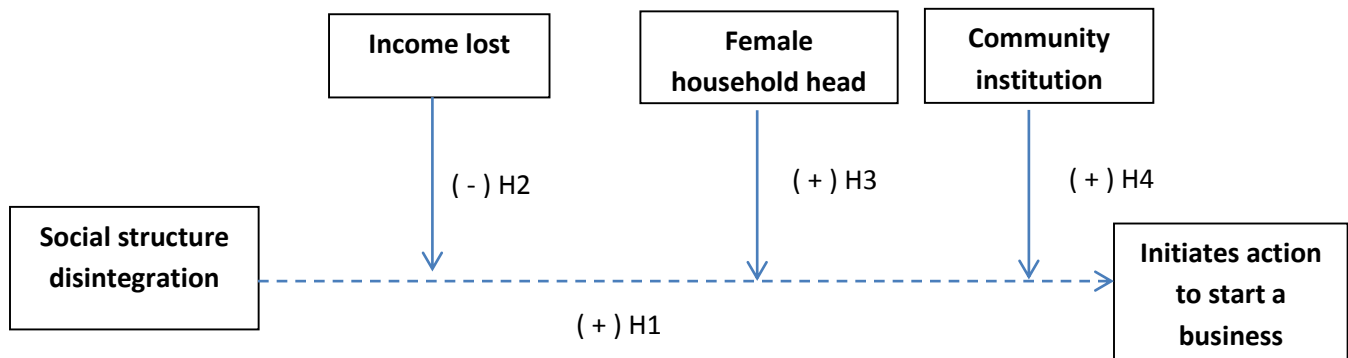 Income lost
Female
household head
Community
institution
( - ) H2
( + ) H3
( + ) H4
Social structure
disintegration
Initiates action
to start a
business
( + ) H1